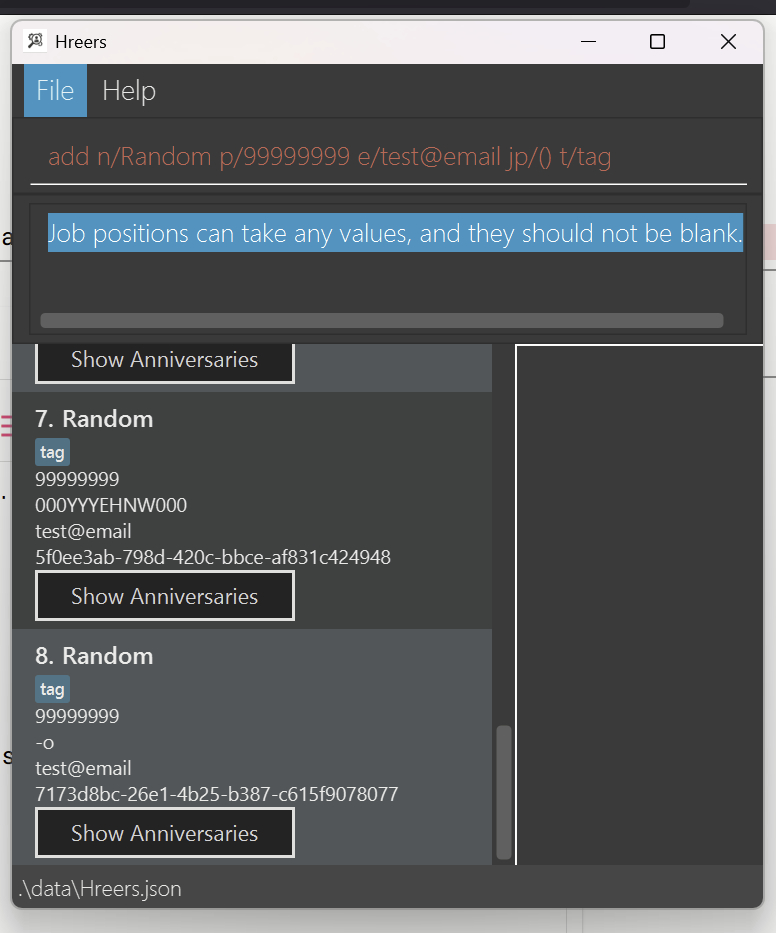 Hreers
File Help
add n/Random p/99999999 e/test@email jp/() t/tag
Job positions can take any values, and they should not be blank.
Show Anniversaries
7. Random
tag
99999999
000YYYEHNW000
test@email
5f0ee3ab-798d-420c-bbce-af831c424948
Show Anniversaries
8. Random
tag
99999999
-o
test@email
7173d8bc-26e1-4b25-b387-c615f9078077
Show Anniversaries
.\data\Hreers.json